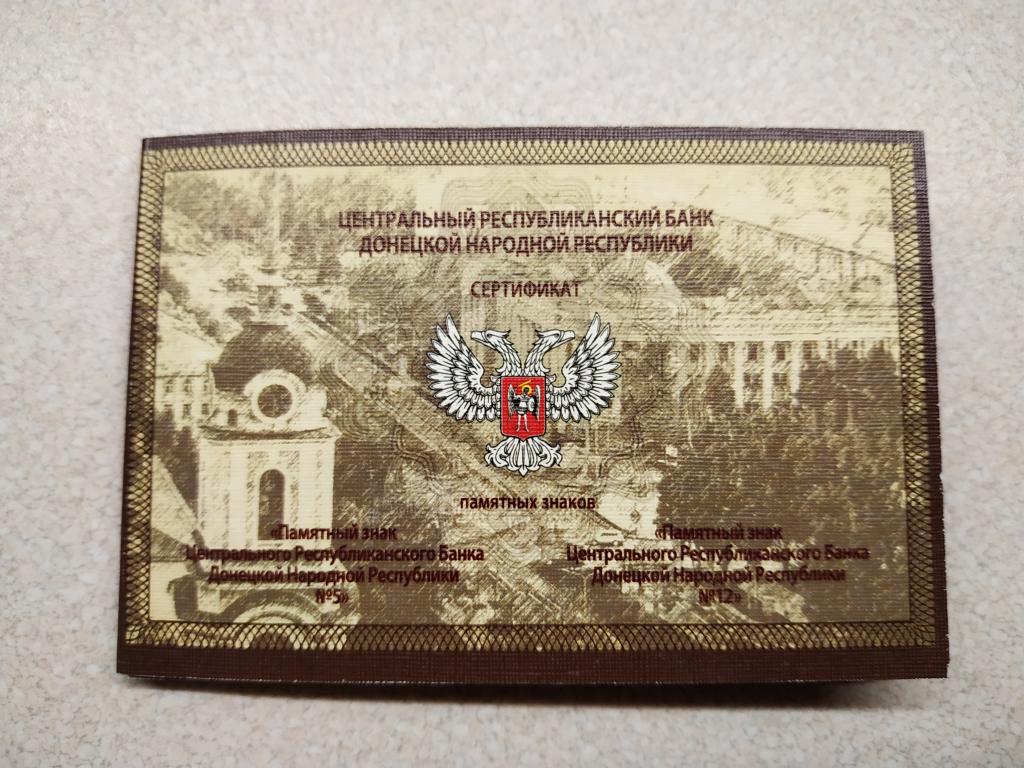 ЦЕНТРАЛЬНЫЙ РЕСПУБЛИКАНСКИЙ БАНК
ДОНЕЦКОЙ НАРОДНОЙ РЕСПУБЛИКИ
СЕРТИФИКАТ
памятных знаков
«Памятный знак
Центрального Республиканского Банка
Донецкой Народной Республики
№5»
«Памятный знак
Центрального Республиканского Банка
Донецкой Народной Республики
№12»